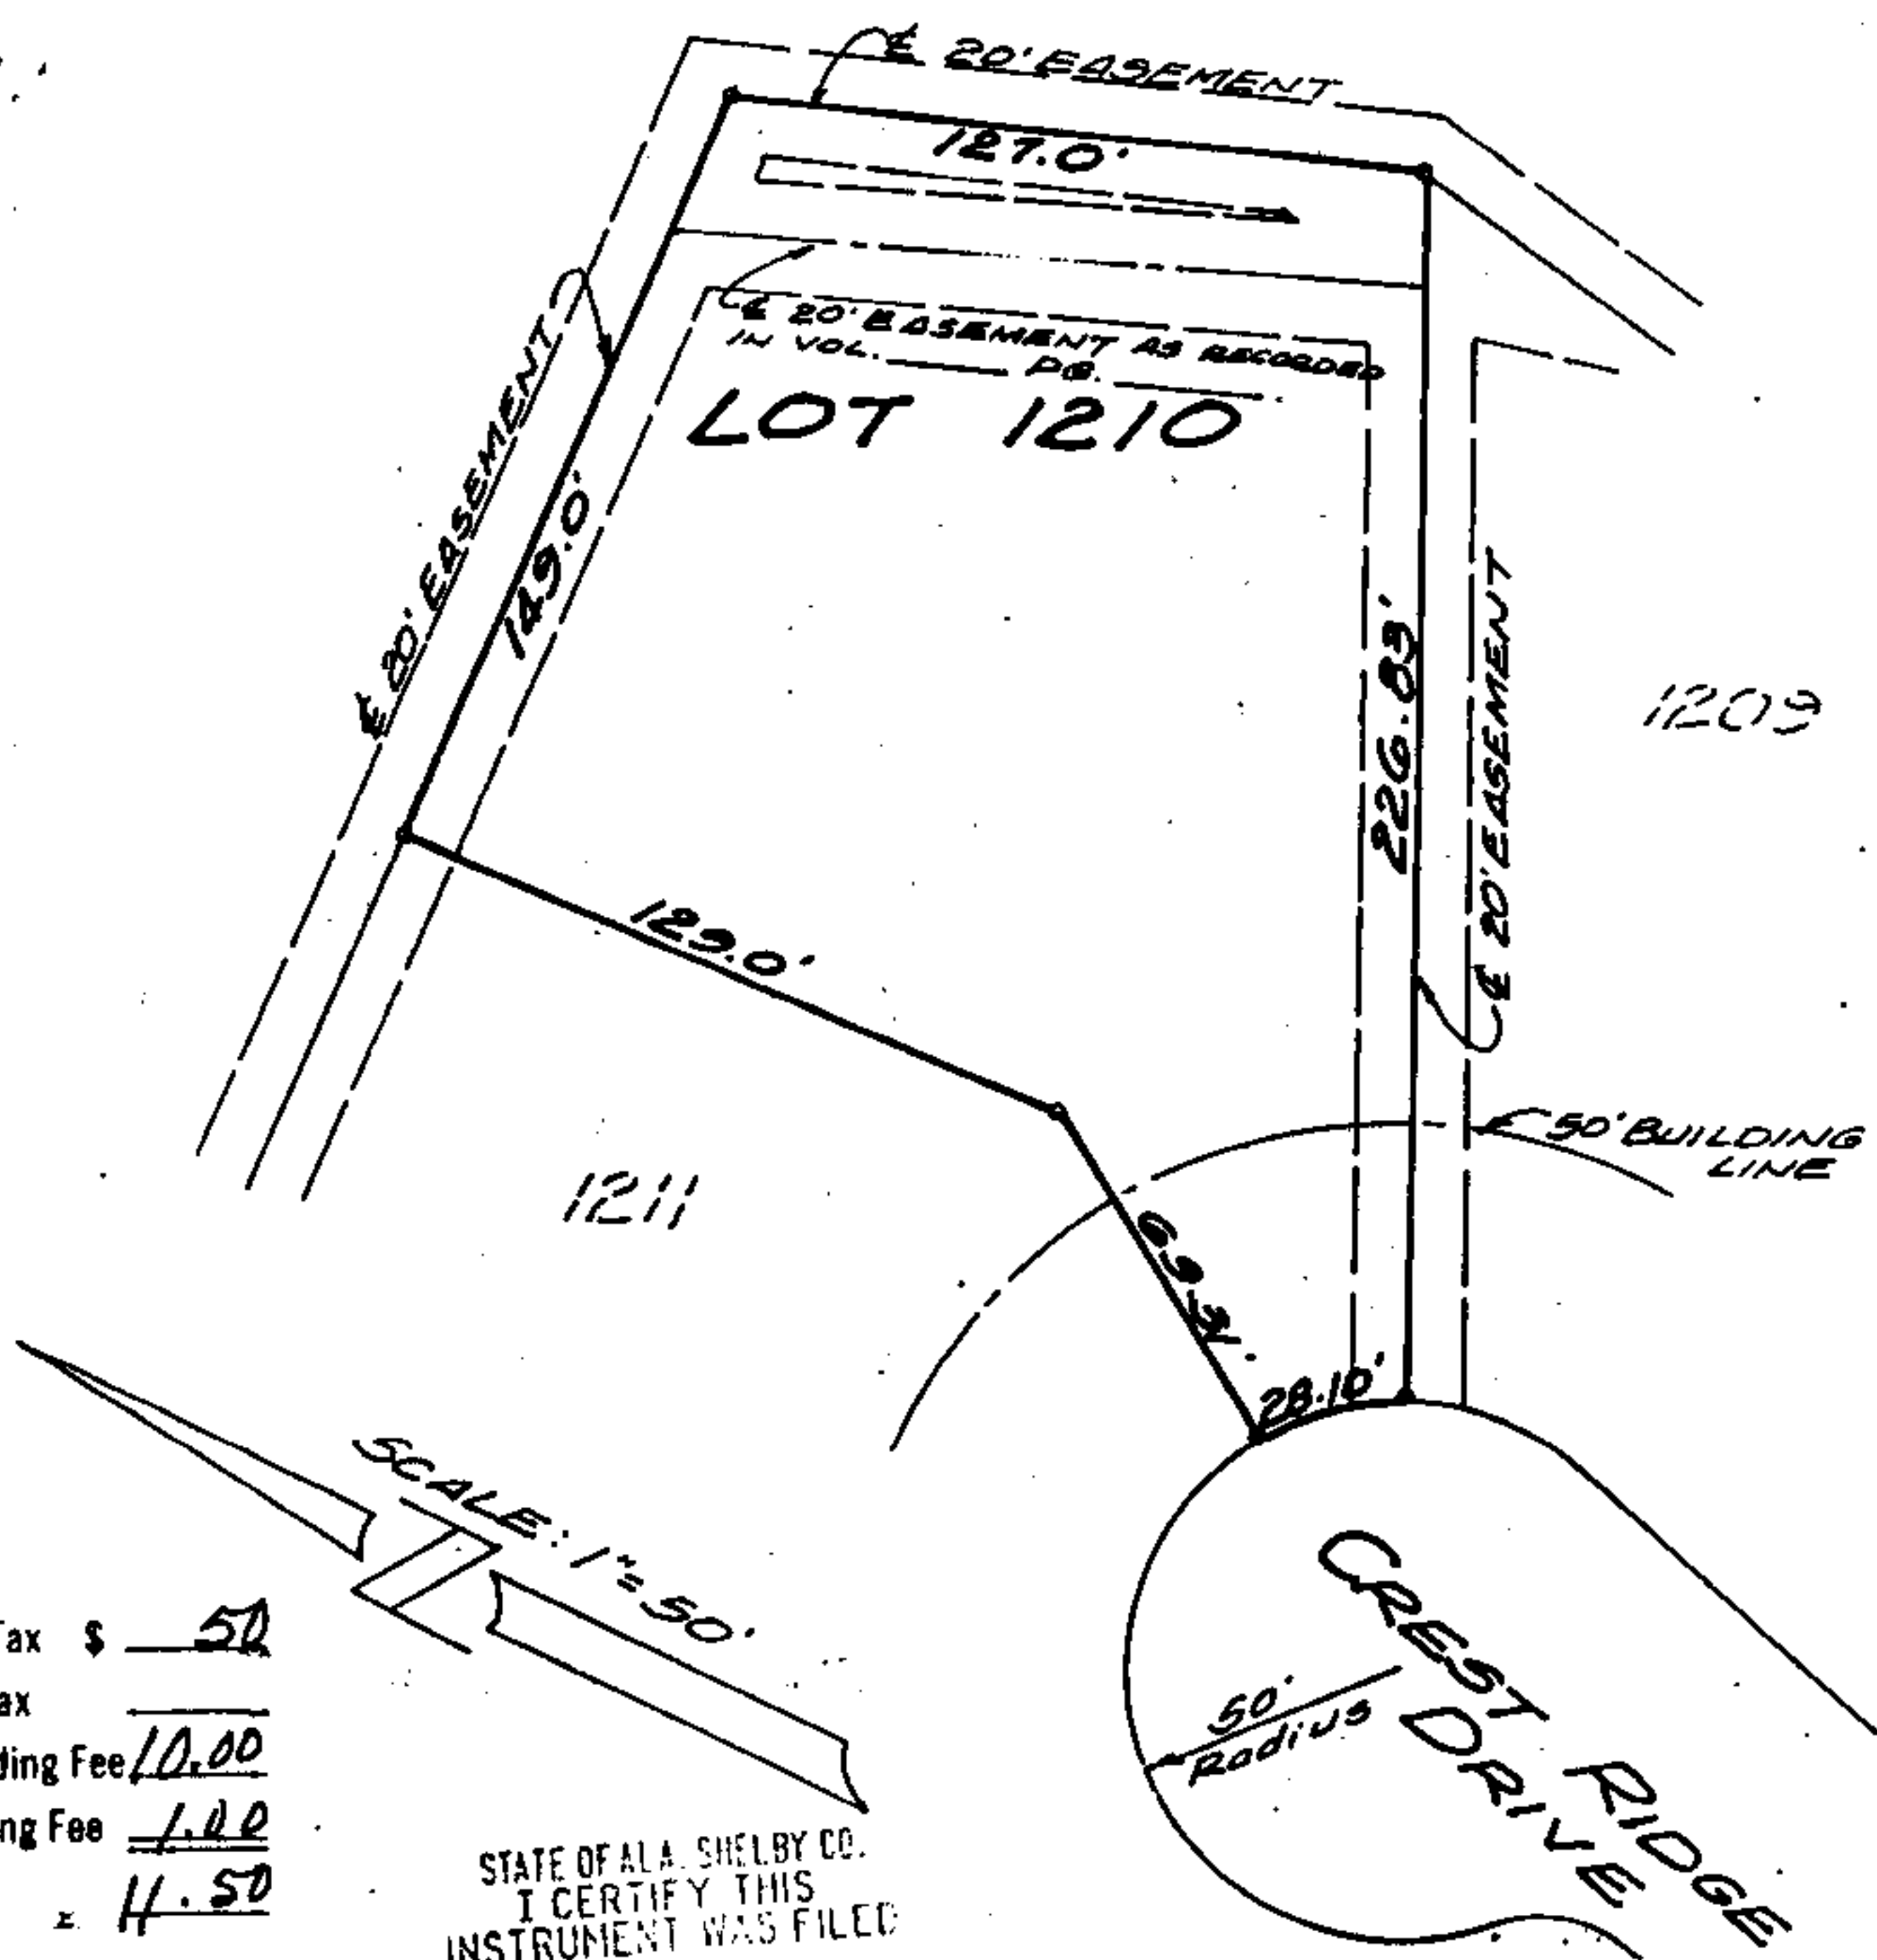 ℄ 20' EASEMENT
127.0'
℄ 20' EASEMENT AS RECORDED
IN VOL. ______ PG. ______
LOT 1210
℄ 20' EASEMENT
149.0'
226.83'
℄ 20' EASEMENT
1209
129.0'
50' BUILDING
LINE
1211
28.10'
SCALE: 1"= 50'
50'
Radius
CREST RIDGE
DRIVE
Tax $ .50
ax
ding Fee 10.00
ng Fee 1.00
11.50
STATE OF ALA. SHELBY CO.
I CERTIFY THIS
INSTRUMENT WAS FILED